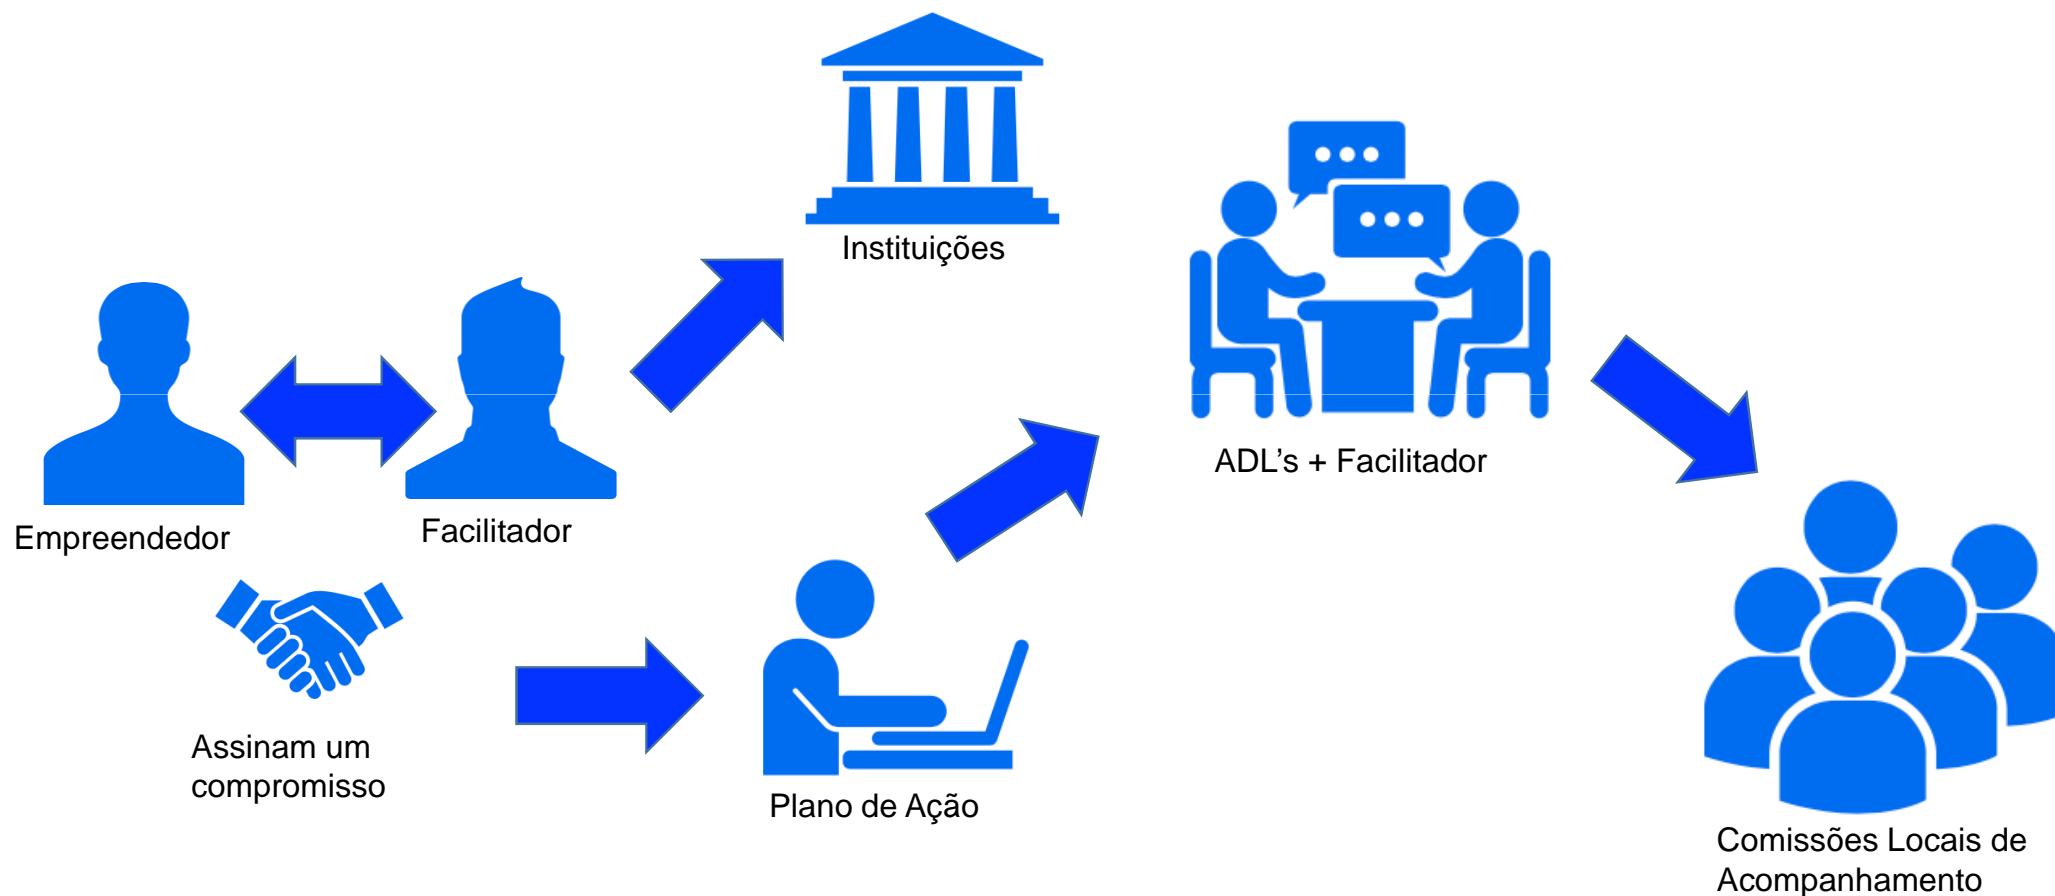 Instituições
ADL’s + Facilitador
Empreendedor
Facilitador
Assinam um
compromisso
Plano de Ação
Comissões Locais de
Acompanhamento